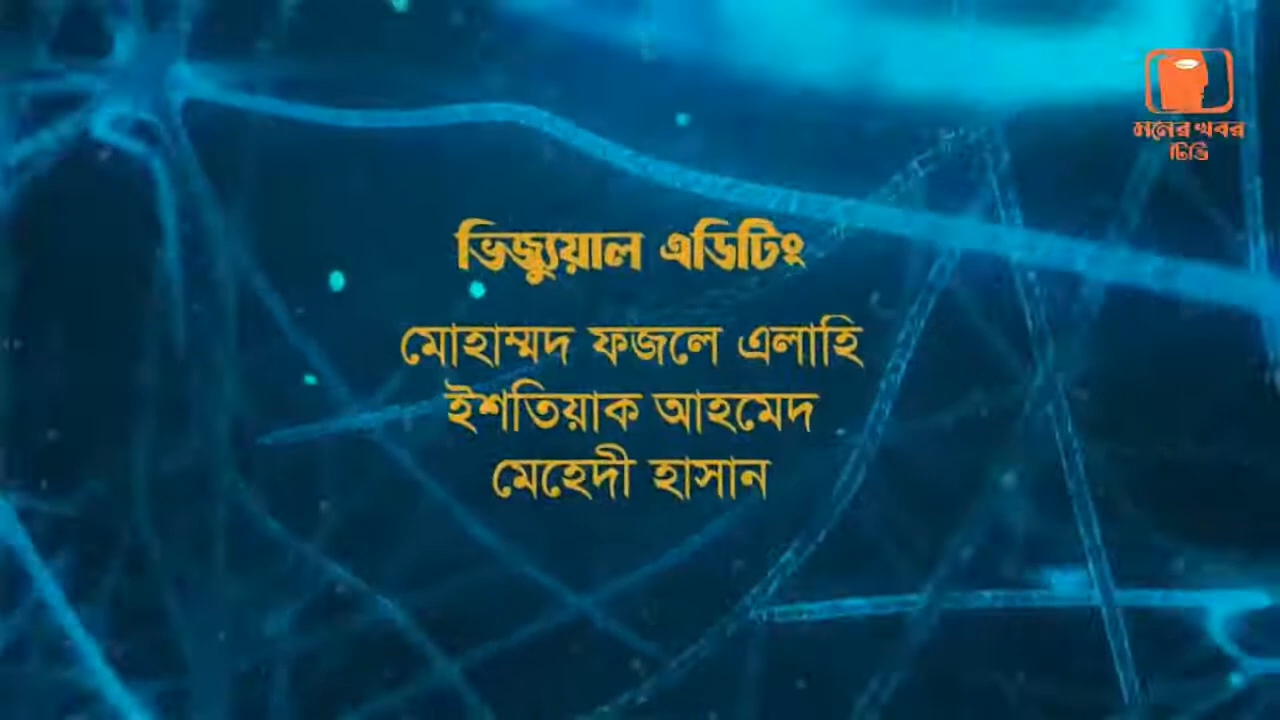 মনের খবর
টিভি
ভিজ্যুয়াল এডিটিং
মোহাম্মদ ফজলে এলাহি
ইশতিয়াক আহমেদ
মেহেদী হাসান